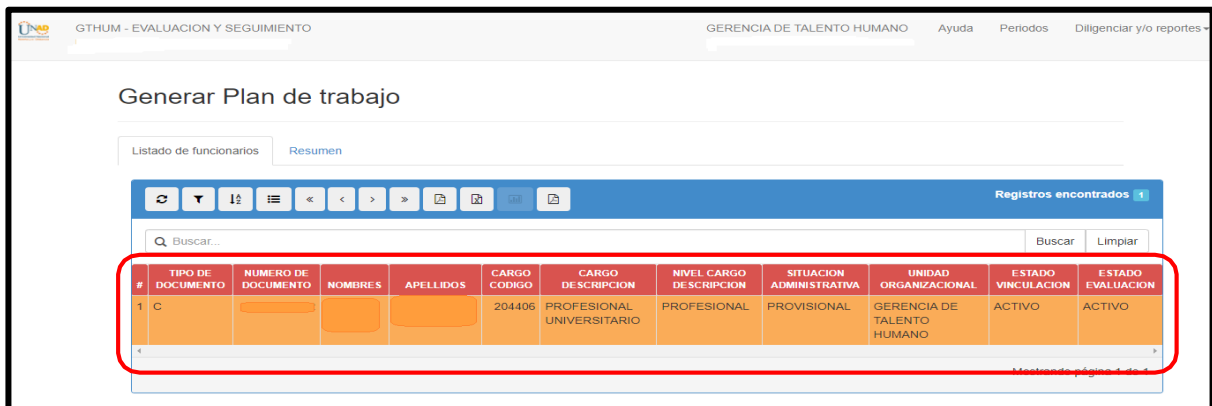 UNAD
GTHUM - EVALUACION Y SEGUIMIENTO GERENCIA DE TALENTO HUMANO Ayuda Periodos Diligenciar y/o reportes
Generar Plan de trabajo
Listado de funcionarios Resumen
Registros encontrados 1
Buscar... Buscar Limpiar
# TIPO DE DOCUMENTO NUMERO DE DOCUMENTO NOMBRES APELLIDOS CARGO CODIGO CARGO DESCRIPCION NIVEL CARGO DESCRIPCION SITUACION ADMINISTRATIVA UNIDAD ORGANIZACIONAL ESTADO VINCULACION ESTADO EVALUACION
1 C 204406 PROFESIONAL UNIVERSITARIO PROFESIONAL PROVISIONAL GERENCIA DE TALENTO HUMANO ACTIVO ACTIVO
Mostrando página 1 de 1